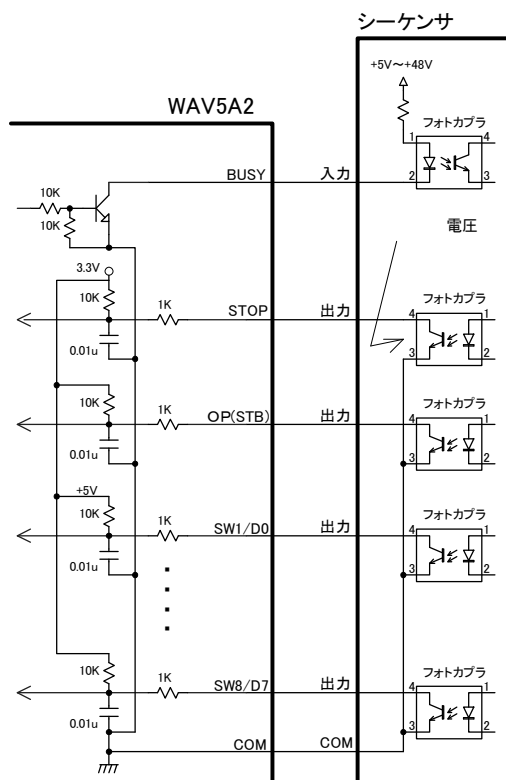 シーケンサ
+5V~+48V
WAV5A2
フォトカプラ
1 4
2 3
BUSY 入力
10K
10K
電圧
3.3V
10K
1K
STOP 出力
フォトカプラ
4 1
3 2
0.01u
10K
1K
OP(STB) 出力
フォトカプラ
4 1
3 2
0.01u
+5V
10K
1K
SW1/D0 出力
フォトカプラ
4 1
3 2
0.01u
10K
1K
SW8/D7 出力
フォトカプラ
4 1
3 2
0.01u
COM COM